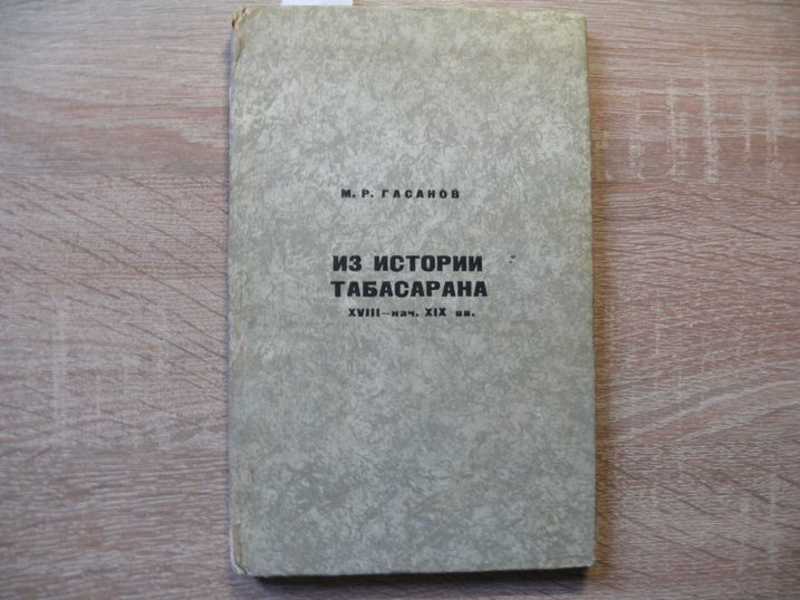 М. Р. ГАСАНОВ
ИЗ ИСТОРИИ
ТАБАСАРАНА
XVIII—нач. XIX вв.